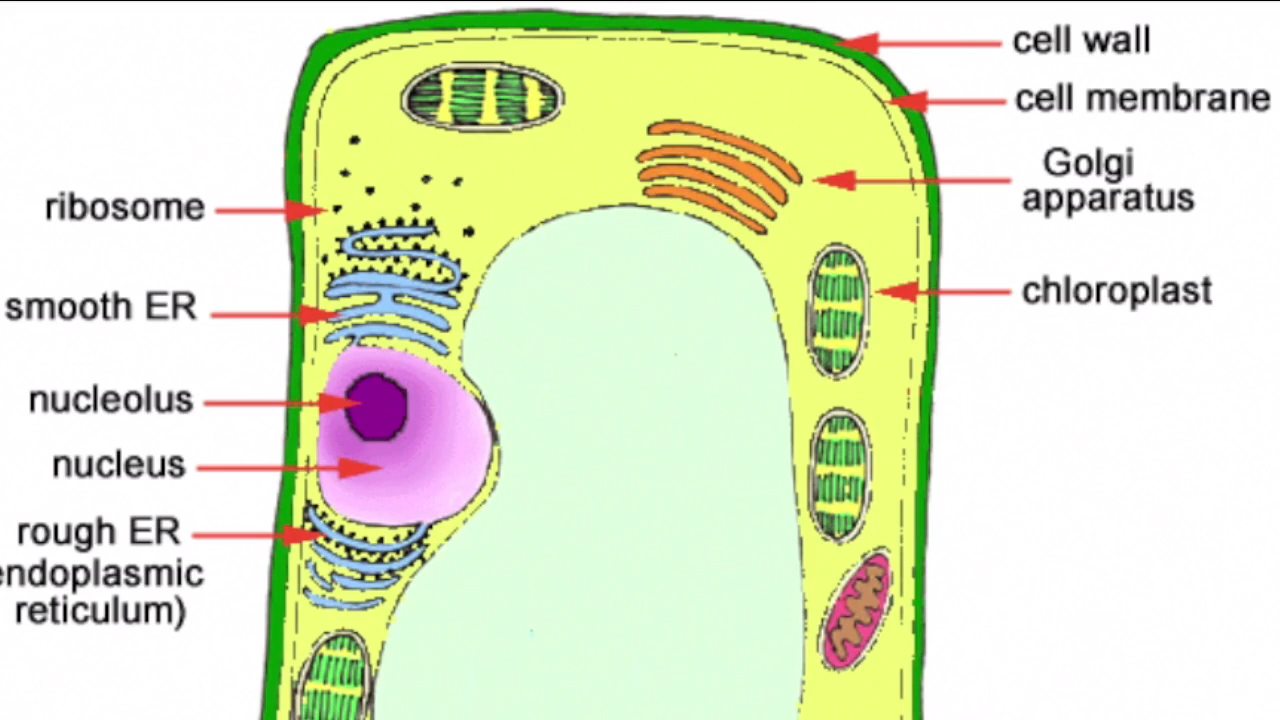 cell wall
cell membrane
Golgi
apparatus
ribosome
chloroplast
smooth ER
nucleolus
nucleus
rough ER
endoplasmic
reticulum)